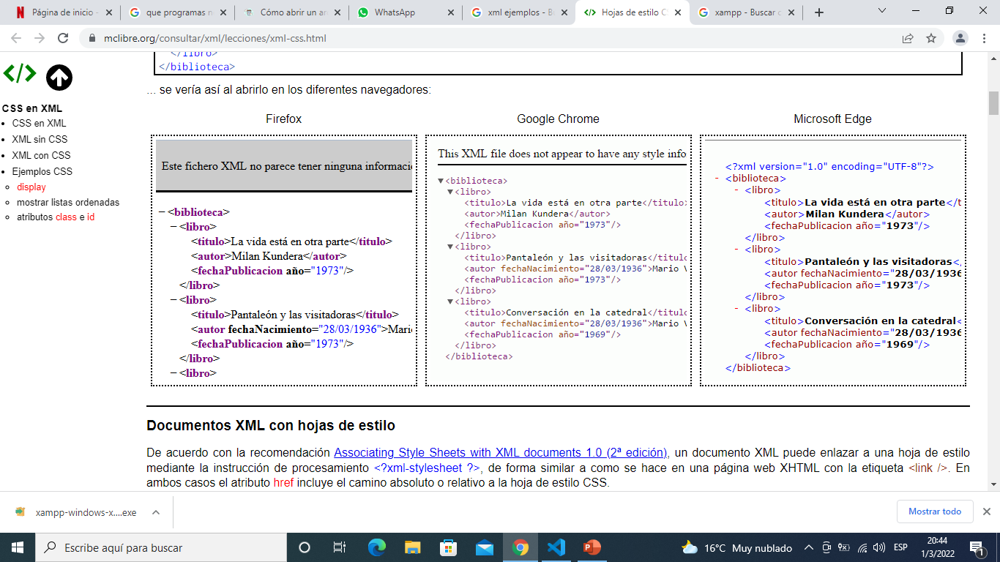 Página de inicio -
que programas n
Cómo abrir un ar
WhatsApp
xml ejemplos - Bu
Hojas de estilo C
xampp - Buscar c
mclibre.org/consultar/xml/lecciones/xml-css.html
</>
CSS en XML
CSS en XML
XML sin CSS
XML con CSS
Ejemplos CSS
display
mostrar listas ordenadas
atributos class e id
</libro>
</biblioteca>
... se vería así al abrirlo en los diferentes navegadores:
Firefox
Este fichero XML no parece tener ninguna informaci
− <biblioteca>
− <libro>
<titulo>La vida está en otra parte</titulo>
<autor>Milan Kundera</autor>
<fechaPublicacion año="1973"/>
</libro>
− <libro>
<titulo>Pantaleón y las visitadoras</titulo>
<autor fechaNacimiento="28/03/1936">Mari
<fechaPublicacion año="1973"/>
</libro>
− <libro>
Google Chrome
This XML file does not appear to have any style info
▼<biblioteca>
▼<libro>
<titulo>La vida está en otra parte</titulo>
<autor>Milan Kundera</autor>
<fechaPublicacion año="1973"/>
</libro>
▼<libro>
<titulo>Pantaleón y las visitadoras</titulo
<autor fechaNacimiento="28/03/1936">Mario V
<fechaPublicacion año="1973"/>
</libro>
▼<libro>
<titulo>Conversación en la catedral</titulo
<autor fechaNacimiento="28/03/1936">Mario V
<fechaPublicacion año="1969"/>
</libro>
</biblioteca>
Microsoft Edge
<?xml version="1.0" encoding="UTF-8"?>
- <biblioteca>
- <libro>
<titulo>La vida está en otra parte</t
<autor>Milan Kundera</autor>
<fechaPublicacion año="1973"/>
</libro>
- <libro>
<titulo>Pantaleón y las visitadoras</
<autor fechaNacimiento="28/03/1936
<fechaPublicacion año="1973"/>
</libro>
- <libro>
<titulo>Conversación en la catedral<
<autor fechaNacimiento="28/03/1936
<fechaPublicacion año="1969"/>
</libro>
</biblioteca>
Documentos XML con hojas de estilo
De acuerdo con la recomendación Associating Style Sheets with XML documents 1.0 (2ª edición), un documento XML puede enlazar a una hoja de estilo
mediante la instrucción de procesamiento <?xml-stylesheet ?>, de forma similar a como se hace en una página web XHTML con la etiqueta <link />. En
ambos casos el atributo href incluye el camino absoluto o relativo a la hoja de estilo CSS.
xampp-windows-x....exe
Mostrar todo
Escribe aquí para buscar
16°C Muy nublado
ESP
20:44
1/3/2022
1